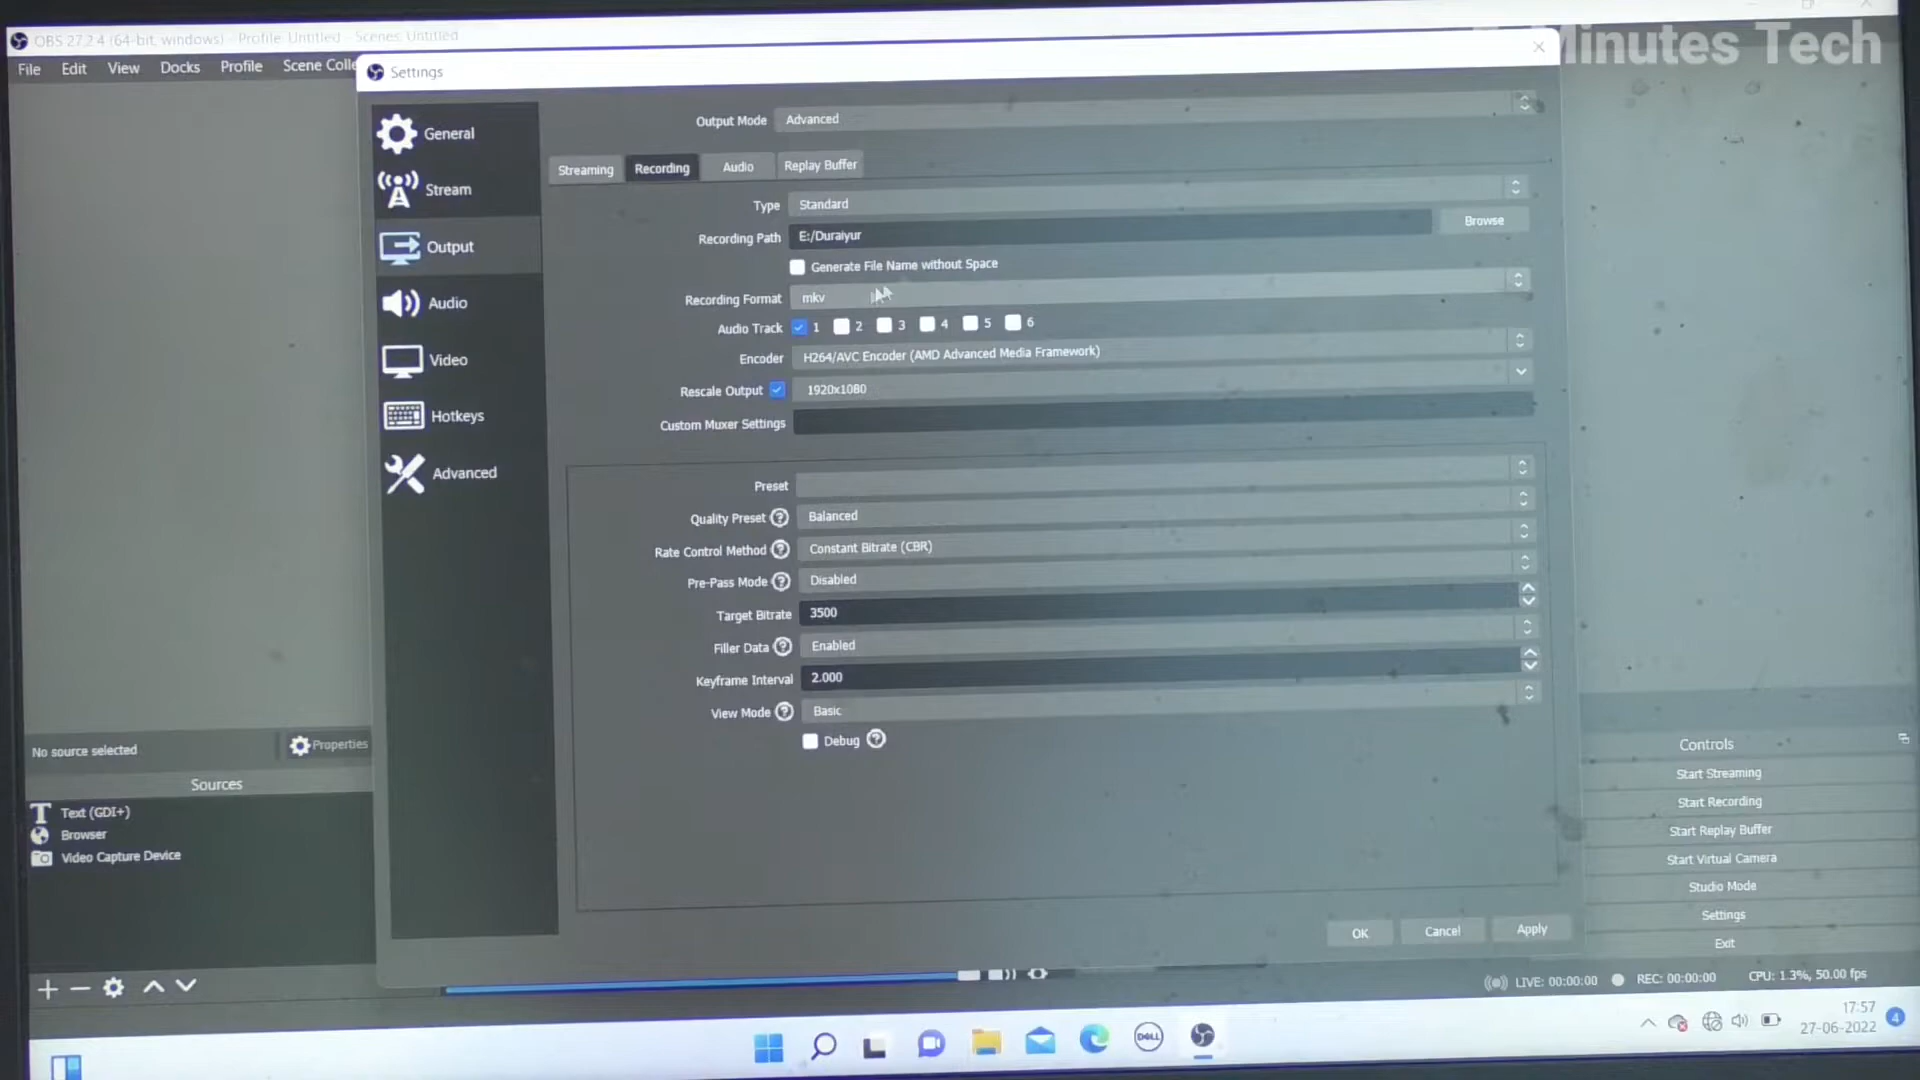 Minutes Tech
OBS 27.2.4 (64-bit, windows) - Profile: Untitled - Scenes: Untitled
File Edit View Docks Profile Scene Colle
Settings
General
Stream
Output
Audio
Video
Hotkeys
Advanced
Output Mode Advanced
Streaming Recording Audio Replay Buffer
Type Standard
Recording Path E:/Duraiyur Browse
Generate File Name without Space
Recording Format mkv
Audio Track 1 2 3 4 5 6
Encoder H264/AVC Encoder (AMD Advanced Media Framework)
Rescale Output 1920x1080
Custom Muxer Settings
Preset
Quality Preset Balanced
Rate Control Method Constant Bitrate (CBR)
Pre-Pass Mode Disabled
Target Bitrate 3500
Filler Data Enabled
Keyframe Interval 2.000
View Mode Basic
Debug
OK Cancel Apply
No source selected Properties
Sources
Text (GDI+)
Browser
Video Capture Device
Controls
Start Streaming
Start Recording
Start Replay Buffer
Start Virtual Camera
Studio Mode
Settings
Exit
LIVE: 00:00:00 REC: 00:00:00 CPU: 1.3%, 50.00 fps
DELL
17:57
27-06-2022 4